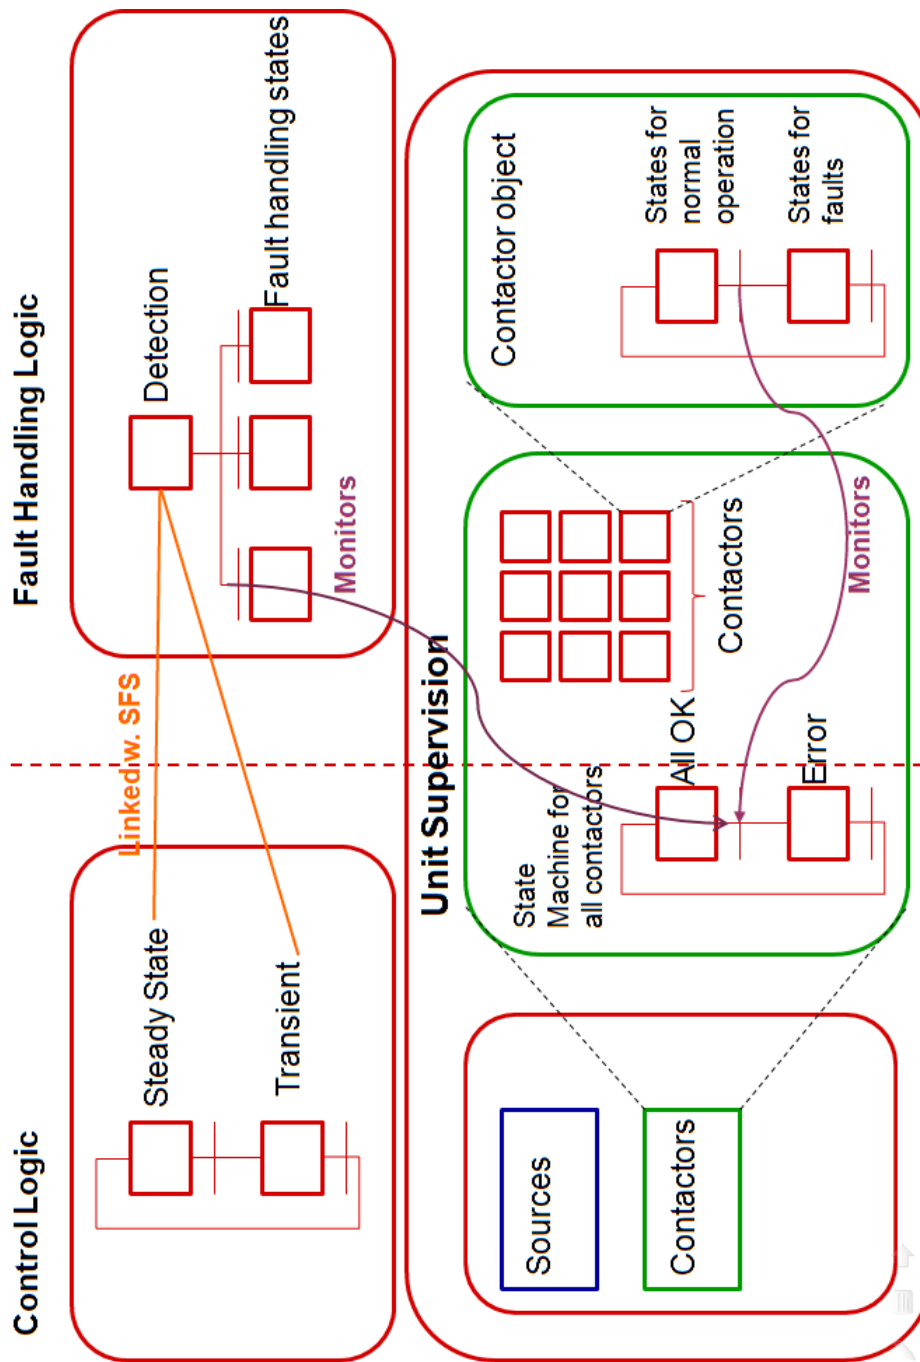 Control Logic
Fault Handling Logic
Steady State
Transient
Linked w. SFS
Detection
Fault handling states
Monitors
Unit Supervision
Sources
Contactors
State
Machine for
all contactors
All OK
Error
Contactors
Monitors
Contactor object
States for
normal
operation
States for
faults